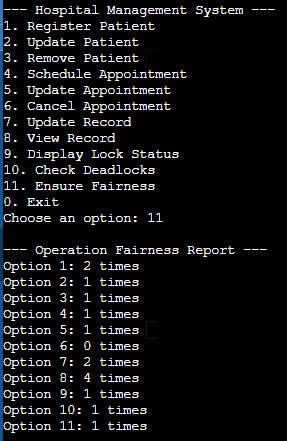 --- Hospital Management System ---
1. Register Patient
2. Update Patient
3. Remove Patient
4. Schedule Appointment
5. Update Appointment
6. Cancel Appointment
7. Update Record
8. View Record
9. Display Lock Status
10. Check Deadlocks
11. Ensure Fairness
0. Exit
Choose an option: 11

--- Operation Fairness Report ---
Option 1: 2 times
Option 2: 1 times
Option 3: 1 times
Option 4: 1 times
Option 5: 1 times
Option 6: 0 times
Option 7: 2 times
Option 8: 4 times
Option 9: 1 times
Option 10: 1 times
Option 11: 1 times